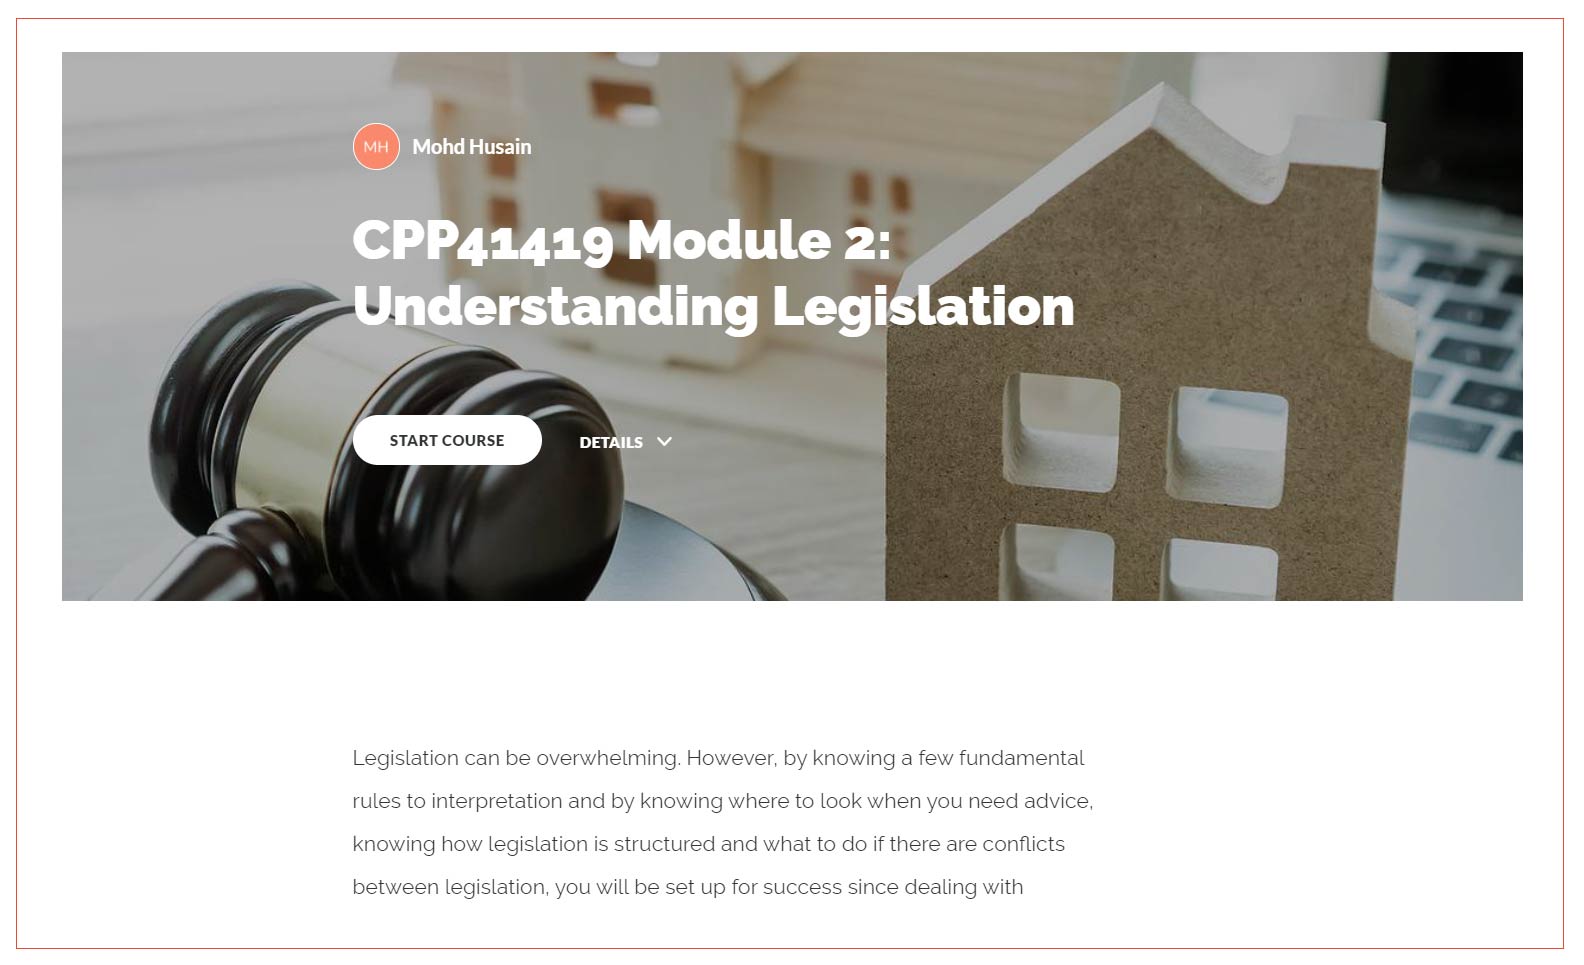 MH
Mohd Husain
CPP41419 Module 2:
Understanding Legislation
START COURSE
DETAILS
Legislation can be overwhelming. However, by knowing a few fundamental
rules to interpretation and by knowing where to look when you need advice,
knowing how legislation is structured and what to do if there are conflicts
between legislation, you will be set up for success since dealing with